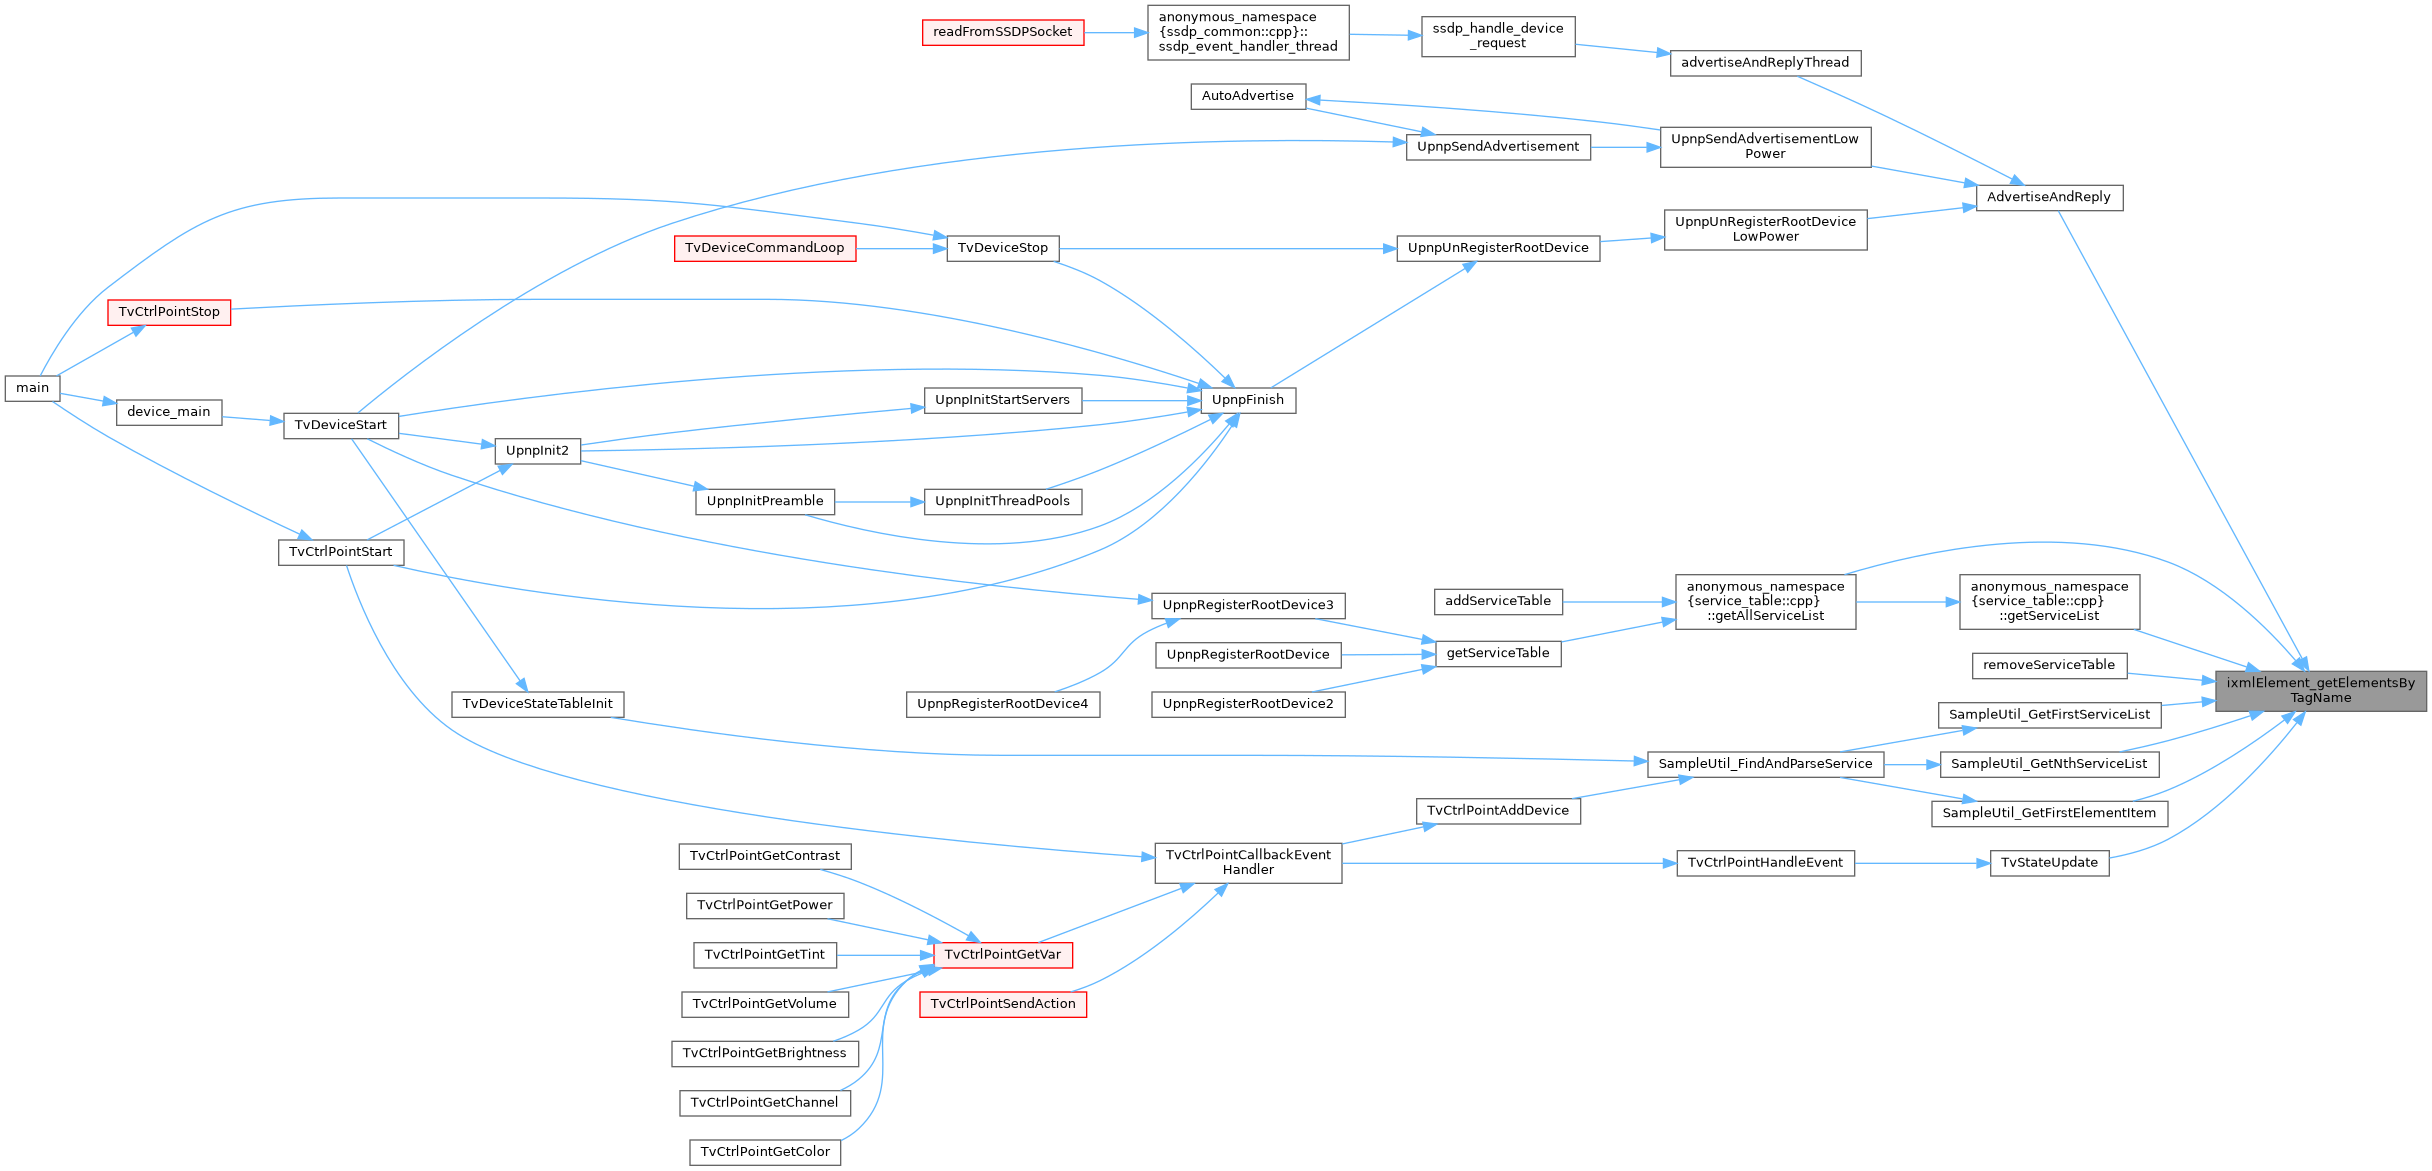 readFromSSDPSocket
anonymous_namespace
{ssdp_common::cpp}::
ssdp_event_handler_thread
ssdp_handle_device
_request
advertiseAndReplyThread
AutoAdvertise
UpnpSendAdvertisement
UpnpSendAdvertisementLow
Power
AdvertiseAndReply
UpnpUnRegisterRootDevice
LowPower
UpnpUnRegisterRootDevice
TvDeviceStop
TvDeviceCommandLoop
TvCtrlPointStop
main
device_main
TvDeviceStart
UpnpInitStartServers
UpnpFinish
UpnpInit2
UpnpInitPreamble
UpnpInitThreadPools
TvCtrlPointStart
UpnpRegisterRootDevice3
addServiceTable
anonymous_namespace
{service_table::cpp}
::getAllServiceList
anonymous_namespace
{service_table::cpp}
::getServiceList
UpnpRegisterRootDevice
getServiceTable
removeServiceTable
ixmlElement_getElementsBy
TagName
TvDeviceStateTableInit
UpnpRegisterRootDevice4
UpnpRegisterRootDevice2
SampleUtil_GetFirstServiceList
SampleUtil_FindAndParseService
SampleUtil_GetNthServiceList
TvCtrlPointAddDevice
SampleUtil_GetFirstElementItem
TvCtrlPointGetContrast
TvCtrlPointCallbackEvent
Handler
TvCtrlPointHandleEvent
TvStateUpdate
TvCtrlPointGetPower
TvCtrlPointGetTint
TvCtrlPointGetVar
TvCtrlPointGetVolume
TvCtrlPointSendAction
TvCtrlPointGetBrightness
TvCtrlPointGetChannel
TvCtrlPointGetColor